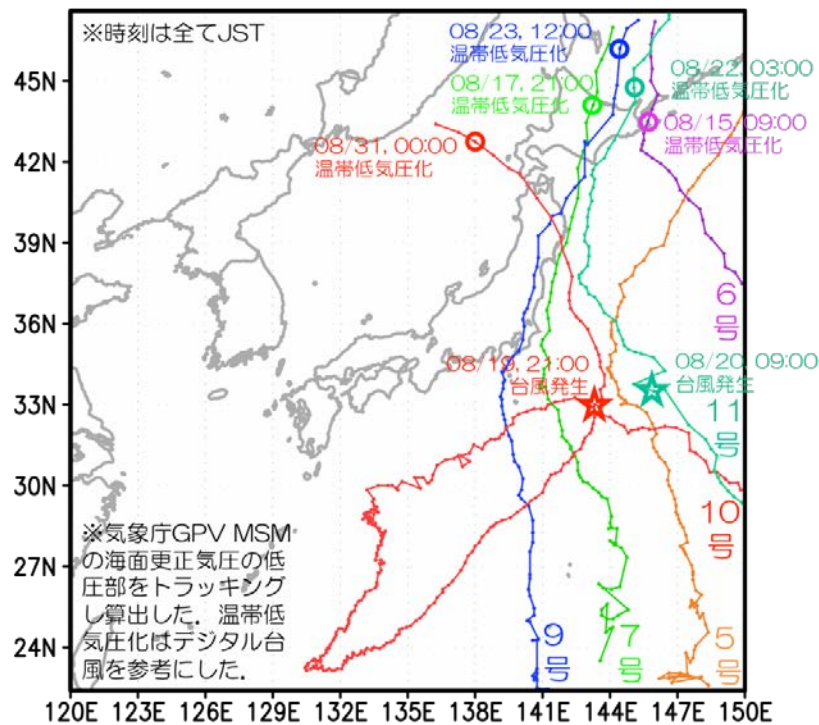 ※時刻は全てJST
08/23, 12:00
温帯低気圧化
08/17, 21:00
温帯低気圧化
08/22, 03:00
温帯低気圧化
08/15, 09:00
温帯低気圧化
08/31, 00:00
温帯低気圧化
08/19, 21:00
台風発生
08/20, 09:00
台風発生
6号
11号
10号
5号
7号
9号
※気象庁GPV MSM
の海面更正気圧の低
圧部をトラッキング
し算出した．温帯低
気圧化はデジタル台
風を参考にした．
45N
42N
39N
36N
33N
30N
27N
24N
120E 123E 126E 129E 132E 135E 138E 141E 144E 147E 150E